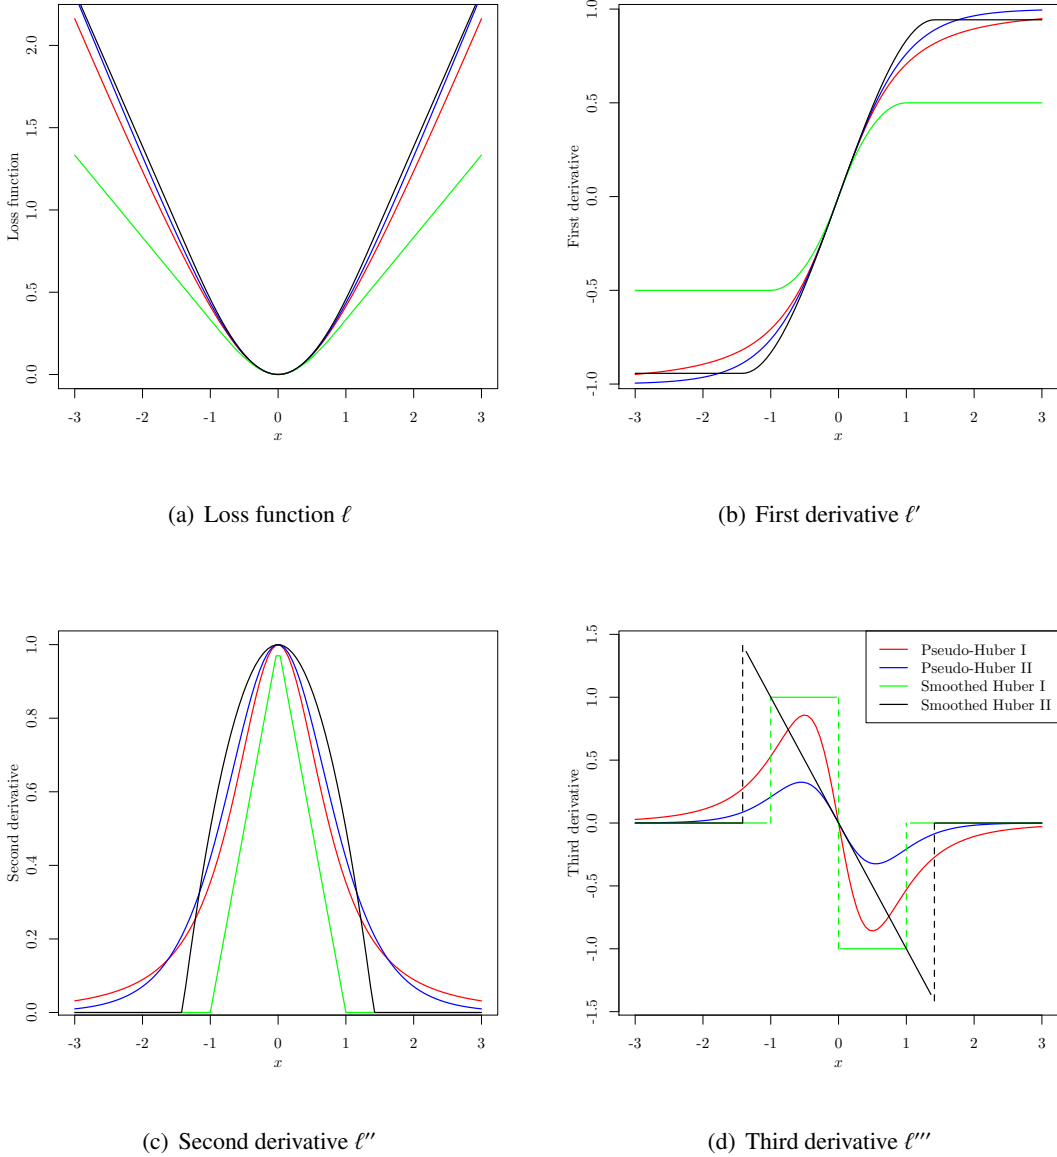 Loss function
0.0
0.5
1.0
1.5
2.0
-3 -2 -1 0 1 2 3
x
(a) Loss function ℓ
First derivative
-1.0
-0.5
0.0
0.5
1.0
-3 -2 -1 0 1 2 3
x
(b) First derivative ℓ′
Second derivative
0.0
0.2
0.4
0.6
0.8
1.0
-3 -2 -1 0 1 2 3
x
(c) Second derivative ℓ″
Third derivative
-1.5
-1.0
-0.5
0.0
0.5
1.0
1.5
Pseudo-Huber I
Pseudo-Huber II
Smoothed Huber I
Smoothed Huber II
-3 -2 -1 0 1 2 3
x
(d) Third derivative ℓ‴